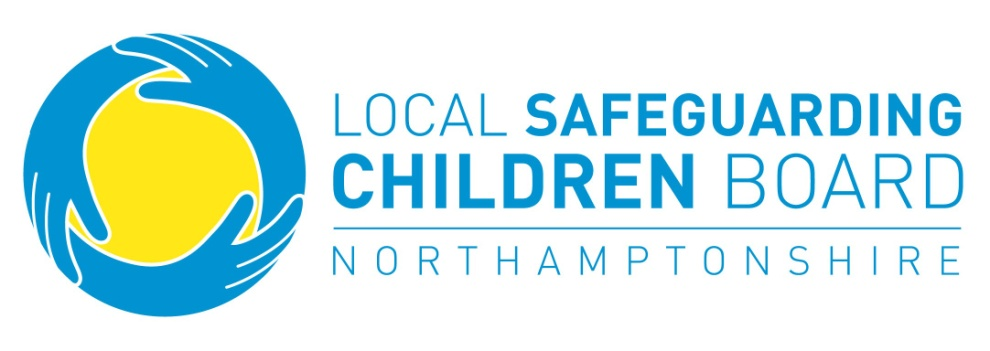 LOCAL SAFEGUARDING
CHILDREN BOARD
NORTHAMPTONSHIRE